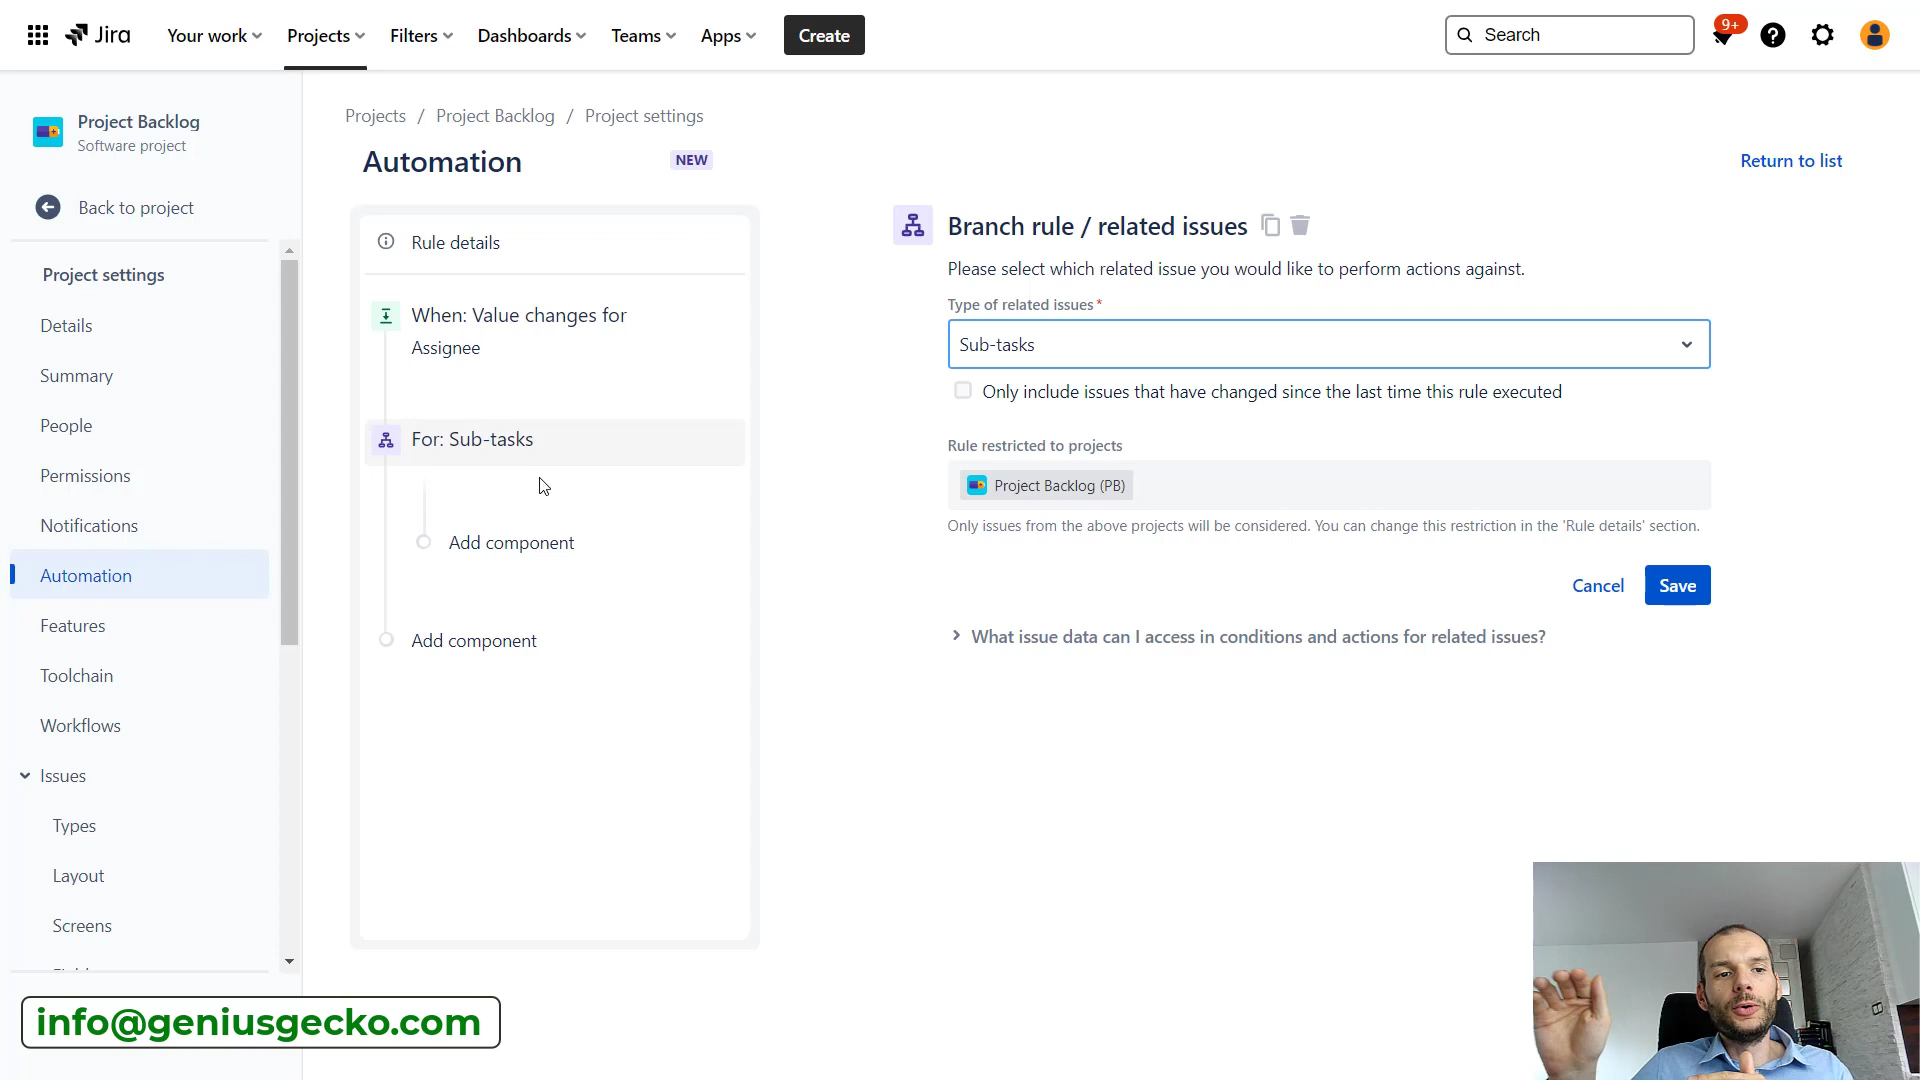 Jira
Your work
Projects
Filters
Dashboards
Teams
Apps
Create
Search
9+
Project Backlog
Software project
Back to project
Project settings
Details
Summary
People
Permissions
Notifications
Automation
Features
Toolchain
Workflows
Issues
Types
Layout
Screens
Projects / Project Backlog / Project settings
Automation
NEW
Return to list
Rule details
When: Value changes for
Assignee
For: Sub-tasks
Add component
Add component
Branch rule / related issues
Please select which related issue you would like to perform actions against.
Type of related issues *
Sub-tasks
Only include issues that have changed since the last time this rule executed
Rule restricted to projects
Project Backlog (PB)
Only issues from the above projects will be considered. You can change this restriction in the 'Rule details' section.
Cancel
Save
What issue data can I access in conditions and actions for related issues?
info@geniusgecko.com